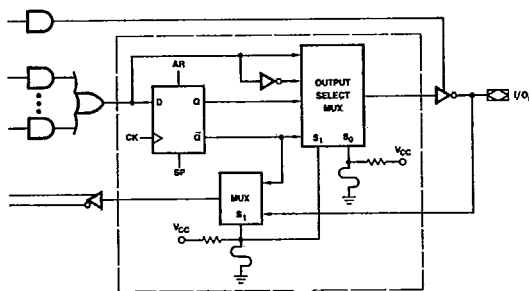 AR
D
Q
OUTPUT
SELECT
MUX
I/O
CK
Q̅
SP
S1
S0
VCC
MUX
S1
VCC